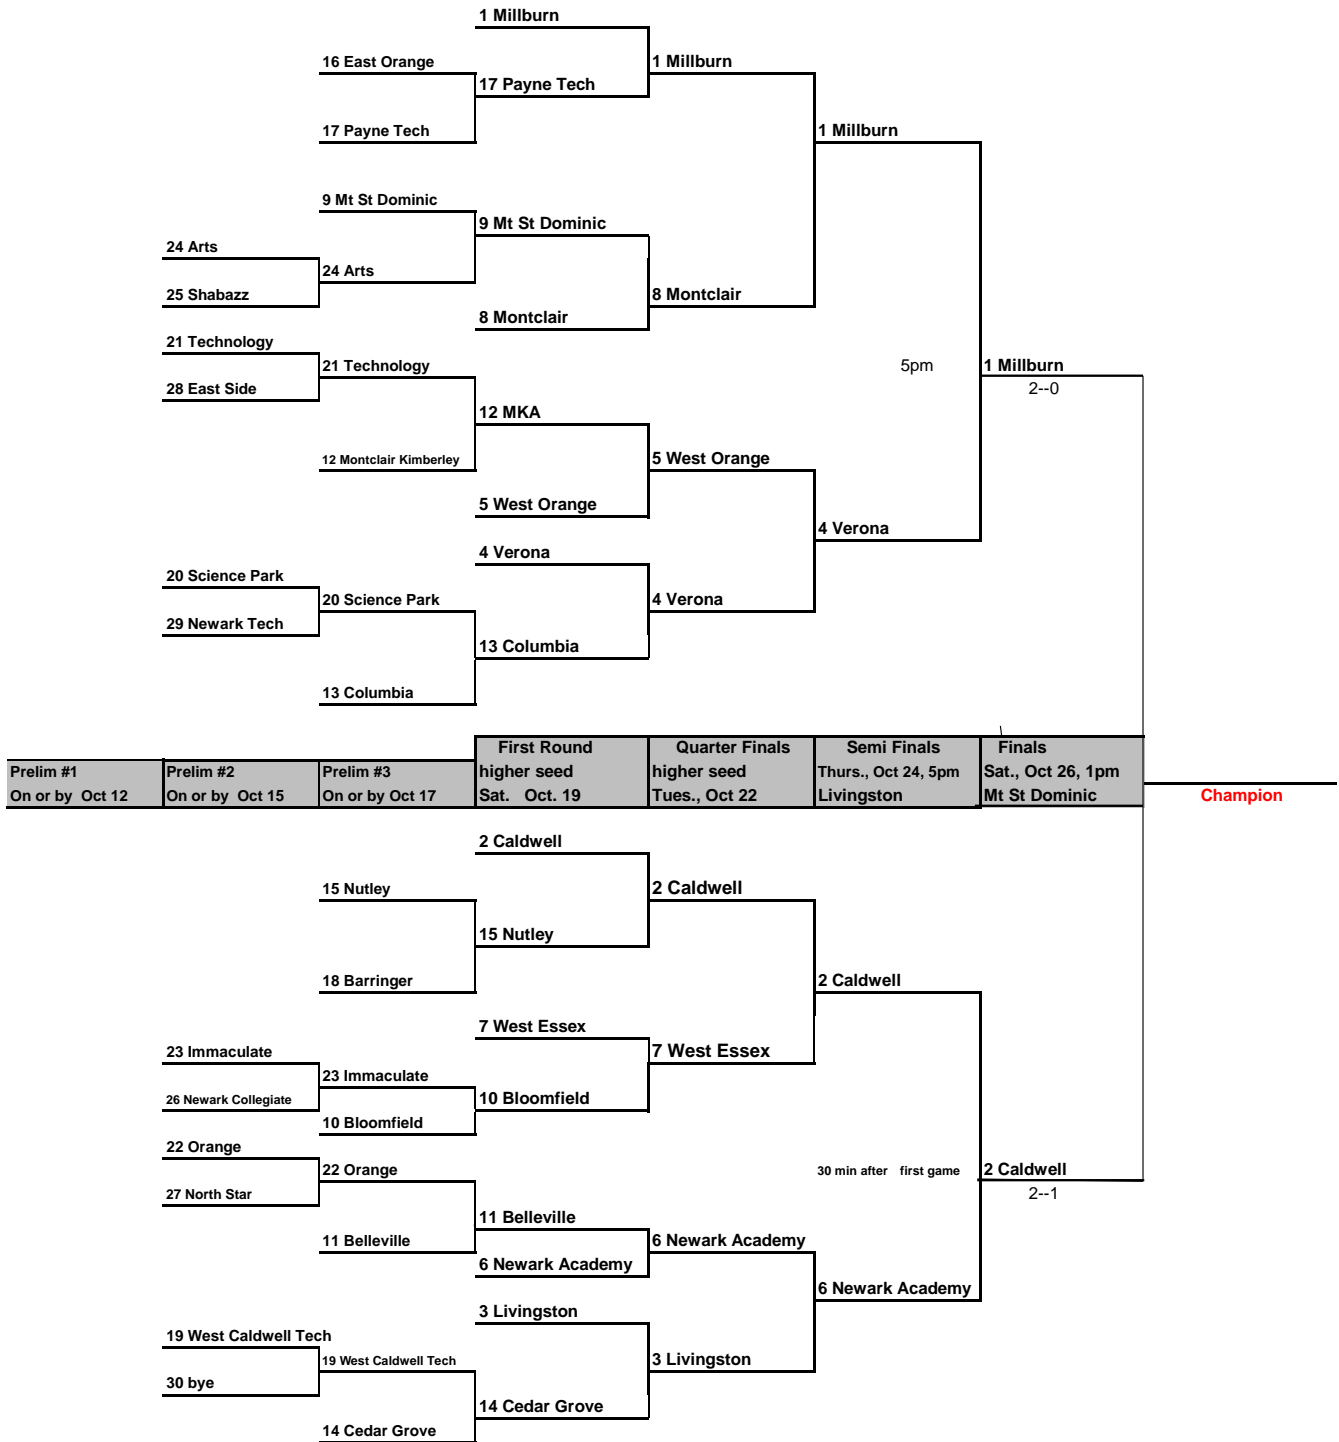 1 Millburn
16 East Orange
1 Millburn
17 Payne Tech
17 Payne Tech
1 Millburn
9 Mt St Dominic
9 Mt St Dominic
24 Arts
24 Arts
25 Shabazz
8 Montclair
8 Montclair
21 Technology
21 Technology
5pm
1 Millburn
28 East Side
2--0
12 MKA
12 Montclair Kimberley
5 West Orange
5 West Orange
4 Verona
4 Verona
20 Science Park
20 Science Park
4 Verona
29 Newark Tech
13 Columbia
13 Columbia
First Round Quarter Finals Semi Finals Finals
Prelim #1 Prelim #2 Prelim #3 higher seed higher seed Thurs., Oct 24, 5pm Sat., Oct 26, 1pm
On or by Oct 12 On or by Oct 15 On or by Oct 17 Sat. Oct. 19 Tues., Oct 22 Livingston Mt St Dominic Champion
2 Caldwell
15 Nutley
2 Caldwell
15 Nutley
18 Barringer
2 Caldwell
7 West Essex
23 Immaculate
7 West Essex
23 Immaculate
26 Newark Collegiate
10 Bloomfield
10 Bloomfield
22 Orange
22 Orange
30 min after first game
2 Caldwell
27 North Star
2--1
11 Belleville
11 Belleville
6 Newark Academy
6 Newark Academy
6 Newark Academy
3 Livingston
19 West Caldwell Tech
19 West Caldwell Tech
3 Livingston
30 bye
14 Cedar Grove
14 Cedar Grove